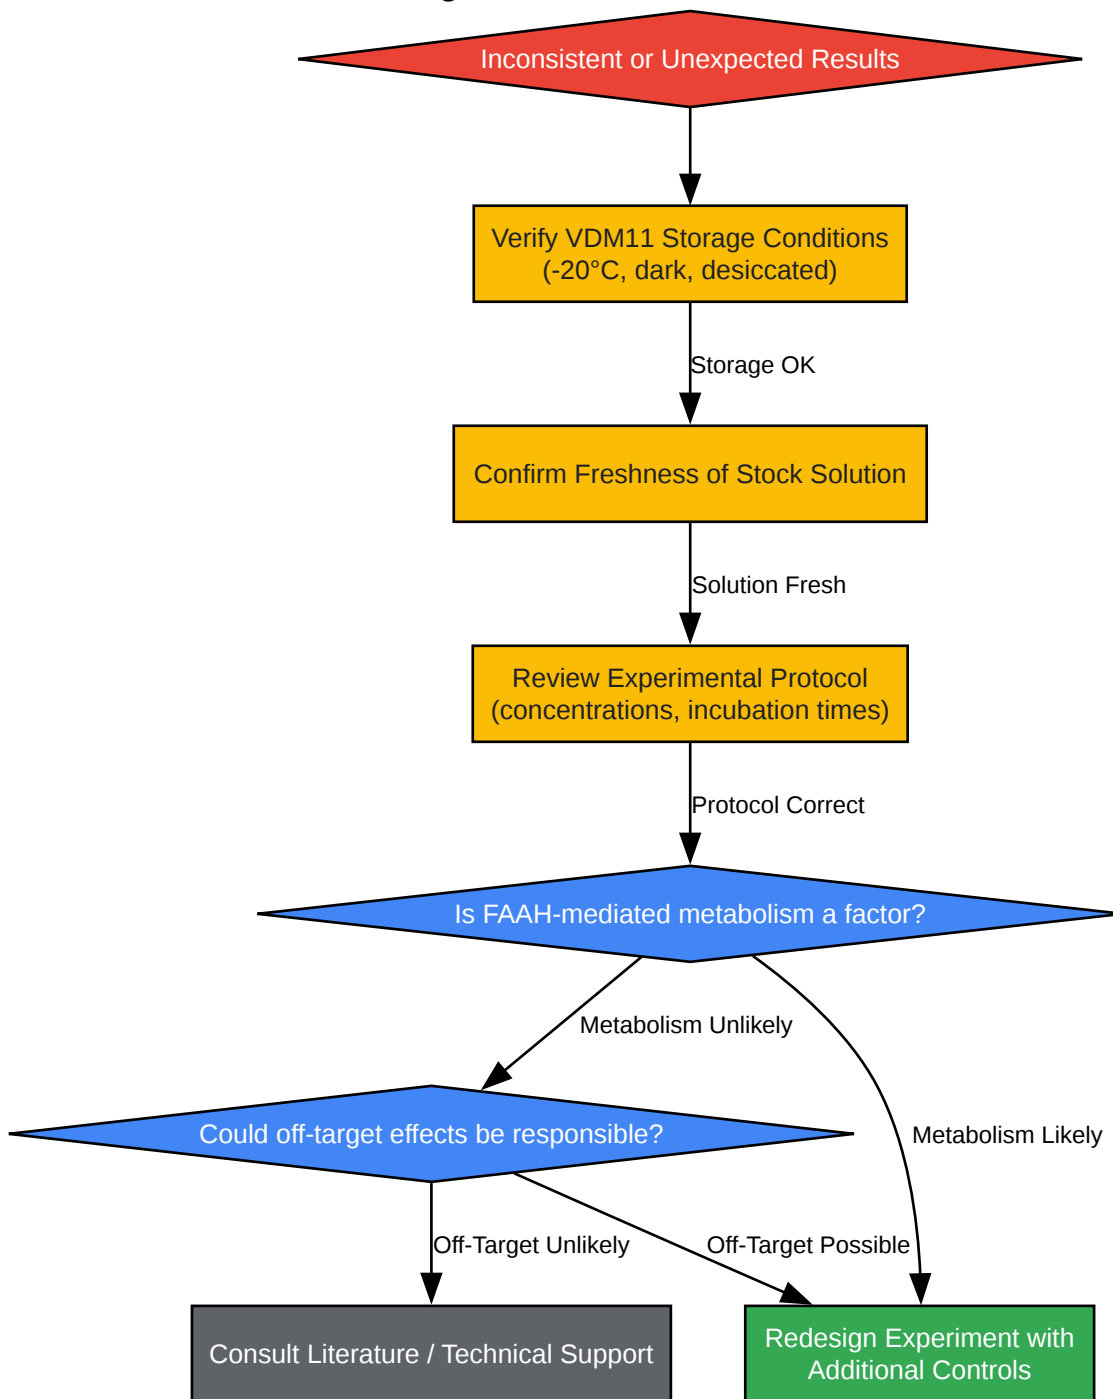 Inconsistent or Unexpected Results
Verify VDM11 Storage Conditions
(-20°C, dark, desiccated)
Storage OK
Confirm Freshness of Stock Solution
Solution Fresh
Review Experimental Protocol
(concentrations, incubation times)
Protocol Correct
Is FAAH-mediated metabolism a factor?
Metabolism Unlikely
Could off-target effects be responsible?
Metabolism Likely
Off-Target Unlikely
Off-Target Possible
Consult Literature / Technical Support
Redesign Experiment with
Additional Controls